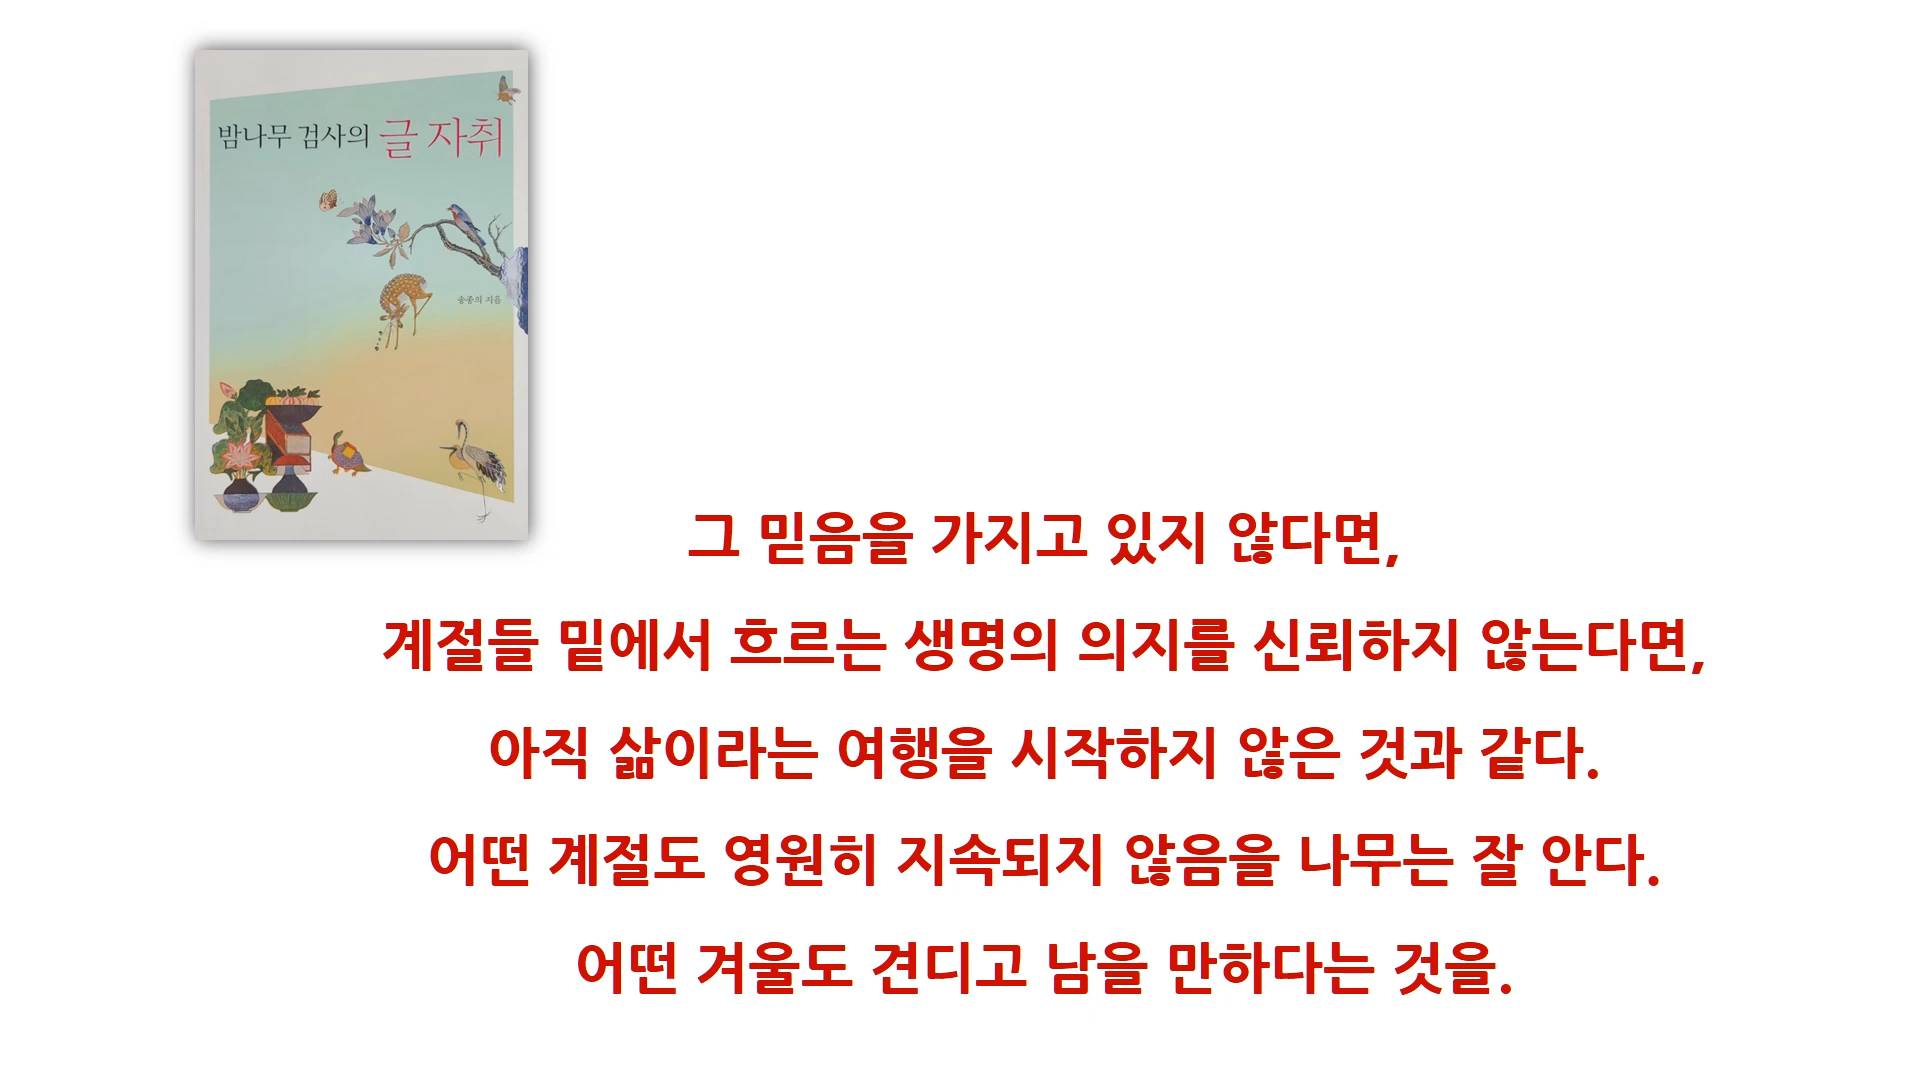 밤나무 검사의 글 자취
송종의 지음
그 믿음을 가지고 있지 않다면,
계절들 밑에서 흐르는 생명의 의지를 신뢰하지 않는다면,
아직 삶이라는 여행을 시작하지 않은 것과 같다.
어떤 계절도 영원히 지속되지 않음을 나무는 잘 안다.
어떤 겨울도 견디고 남을 만하다는 것을.